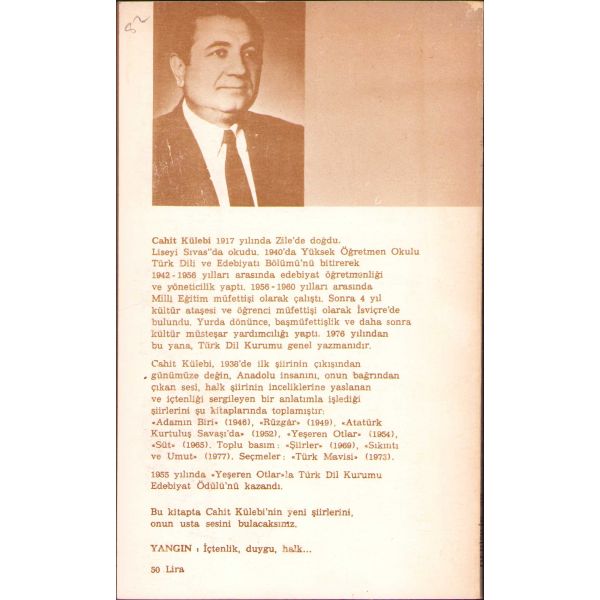 52
Cahit Külebi 1917 yılında Zile'de doğdu.
Liseyi Sıvas"da okudu. 1940'da Yüksek Öğretmen Okulu
Türk Dili ve Edebiyatı Bölümü'nü bitirerek
1942 - 1956 yılları arasında edebiyat öğretmenliği
ve yöneticilik yaptı. 1956 - 1960 yılları arasında
Milli Eğitim müfettişi olarak çalıştı. Sonra 4 yıl
kültür ataşesi ve öğrenci müfettişi olarak İsviçre'de
bulundu. Yurda dönünce, başmüfettişlik ve daha sonra
kültür müsteşar yardımcılığı yaptı. 1976 yılından
bu yana, Türk Dil Kurumu genel yazmanıdır.
Cahit Külebi, 1938'de ilk şiirinin çıkışından
günümüze değin, Anadolu insanını, onun bağrından
çıkan sesi, halk şiirinin inceliklerine yaslanan
ve içtenliği sergileyen bir anlatımla işlediği
şiirlerini şu kitaplarında toplamıştır:
«Adamın Biri» (1946), «Rüzgâr» (1949), «Atatürk
Kurtuluş Savaşı'da» (1952), «Yeşeren Otlar» (1954),
«Süt» (1965). Toplu basım: «Şiirler» (1969), «Sıkıntı
ve Umut» (1977). Seçmeler: «Türk Mavisi» (1973).
1955 yılında «Yeşeren Otlar»la Türk Dil Kurumu
Edebiyat Ödülü'nü kazandı.
Bu kitapta Cahit Külebi'nin yeni şiirlerini,
onun usta sesini bulacaksınız.
YANGIN : İçtenlik, duygu, halk...
50 Lira